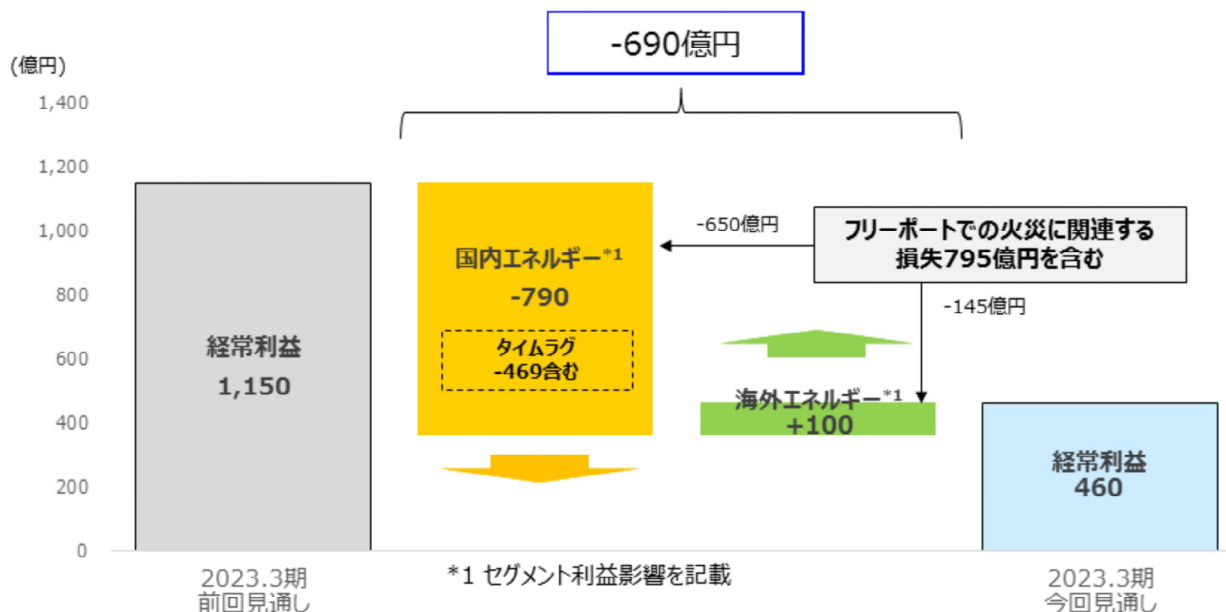 -690億円
(億円)
1,400
1,200
1,000
800
600
400
200
0
経常利益
1,150
国内エネルギー*1
-790
タイムラグ
-469含む
-650億円
フリーポートでの火災に関連する
損失795億円を含む
-145億円
海外エネルギー*1
+100
経常利益
460
2023.3期
前回見通し
*1 セグメント利益影響を記載
2023.3期
今回見通し